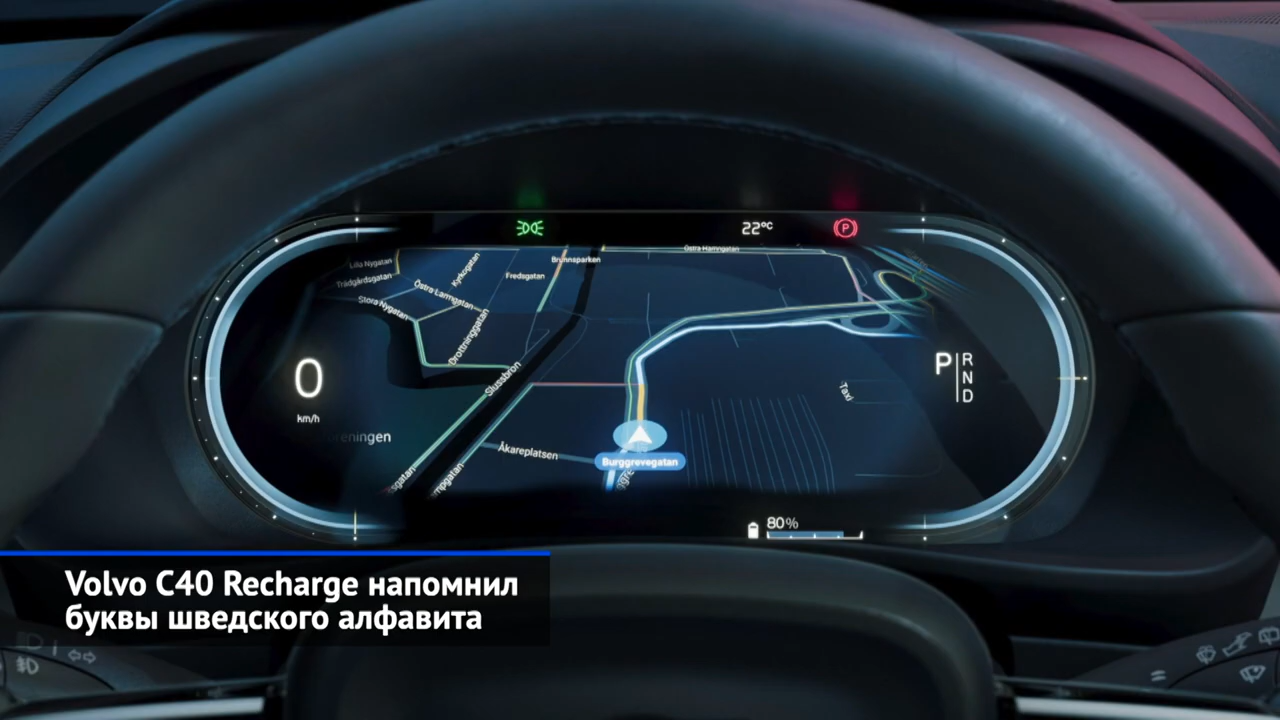 22°C
P
Östra Hamngatan
Lilla Nygatan
Trädgårdsgatan
Kyrkogatan
Fredsgatan
Brunnsparken
Östra Larmgatan
Stora Nygatan
Drottninggatan
Slussbron
0
km/h
P
R
N
D
Taxi
Åkareplatsen
Burggrevegatan
80%
Volvo C40 Recharge напомнил
буквы шведского алфавита